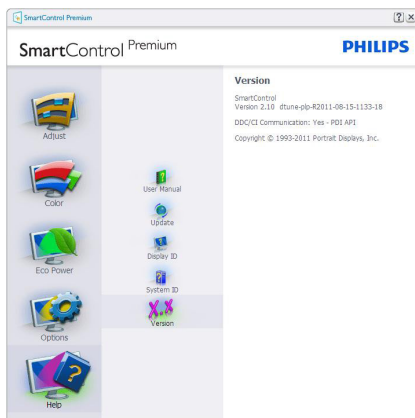 SmartControl Premium
SmartControl Premium
PHILIPS
Adjust
Color
Eco Power
Options
Help
User Manual
Update
Display ID
System ID
X.X
Version
Version
SmartControl
Version 2.10 dtune-plp-R2011-08-15-1133-18
DDC/CI Communication: Yes - PDI API
Copyright © 1993-2011 Portrait Displays, Inc.